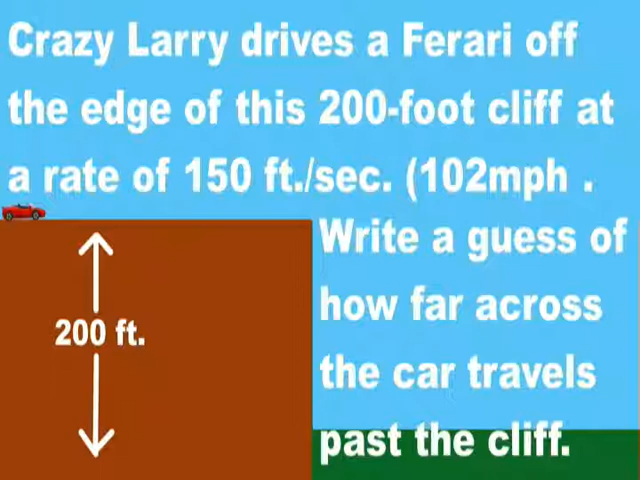 Crazy Larry drives a Ferari off
the edge of this 200-foot cliff at
a rate of 150 ft./sec. (102mph .
Write a guess of
how far across
the car travels
past the cliff.
200 ft.